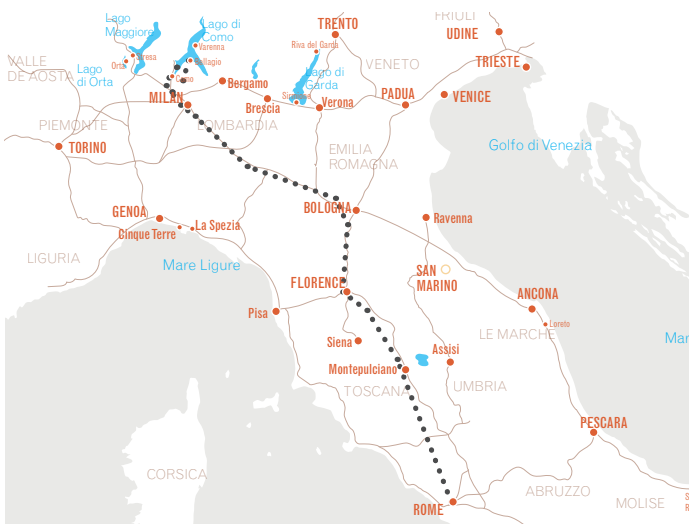 FRIULI
Lago
Maggiore
Lago di
Como
TRENTO
UDINE
Varenna
Riva del Garda
VALLE
DE AOSTA
Orta
Stresa
Bellagio
VENETO
TRIESTE
Lago
di Orta
Como
Bergamo
Lago di
Garda
Sirmione
MILAN
Brescia
Verona
PADUA
VENICE
PIEMONTE
LOMBARDIA
TORINO
EMILIA
ROMAGNA
Golfo di Venezia
GENOA
La Spezia
Cinque Terre
BOLOGNA
Ravenna
LIGURIA
Mare Ligure
SAN
MARINO
FLORENCE
ANCONA
Pisa
Loreto
LE MARCHE
Mar
Siena
Assisi
Montepulciano
TOSCANA
UMBRIA
PESCARA
CORSICA
ABRUZZO
MOLISE
ROME
S
R